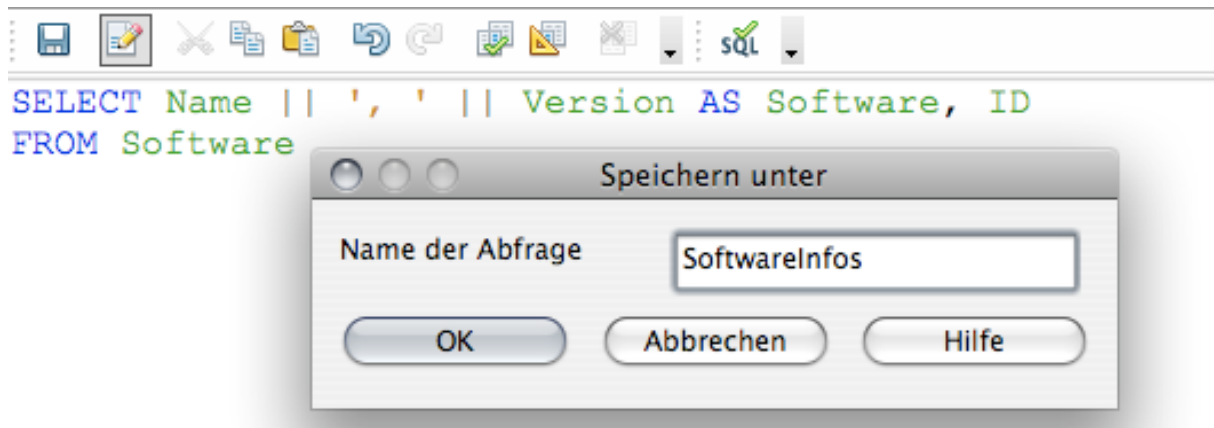 SQL
SELECT Name || ', ' || Version AS Software, ID
FROM Software
Speichern unter
Name der Abfrage
SoftwareInfos
OK
Abbrechen
Hilfe